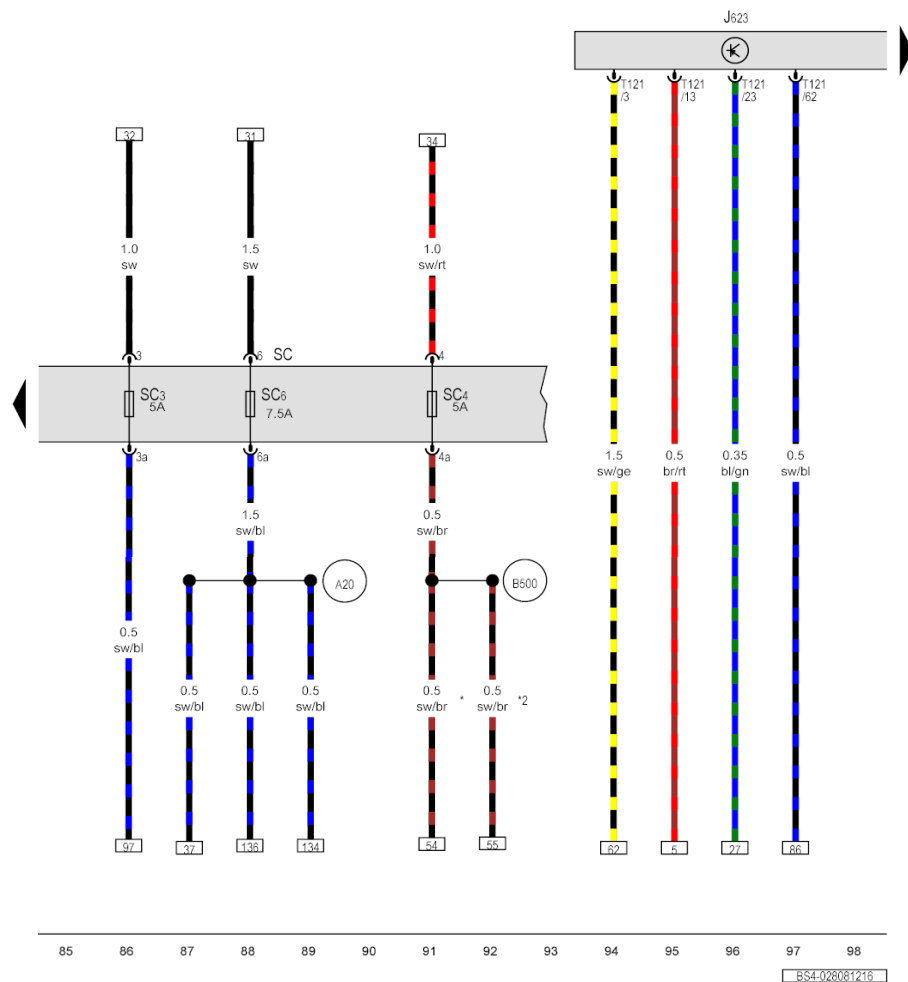 J623
T121
/3
T121
/13
T121
/23
T121
/62
32
31
34
1.0
sw
1.5
sw
1.0
sw/rt
3
6
SC
4
SC3
5A
SC6
7.5A
SC4
5A
3a
6a
4a
1.5
sw/ge
0.5
br/rt
0.35
bl/gn
0.5
sw/bl
1.5
sw/bl
0.5
sw/br
A20
B500
0.5
sw/bl
0.5
sw/bl
0.5
sw/bl
0.5
sw/bl
0.5
sw/br
*
0.5
sw/br
*2
97
37
136
134
54
55
62
5
27
86
85 86 87 88 89 90 91 92 93 94 95 96 97 98
BS4-028081216